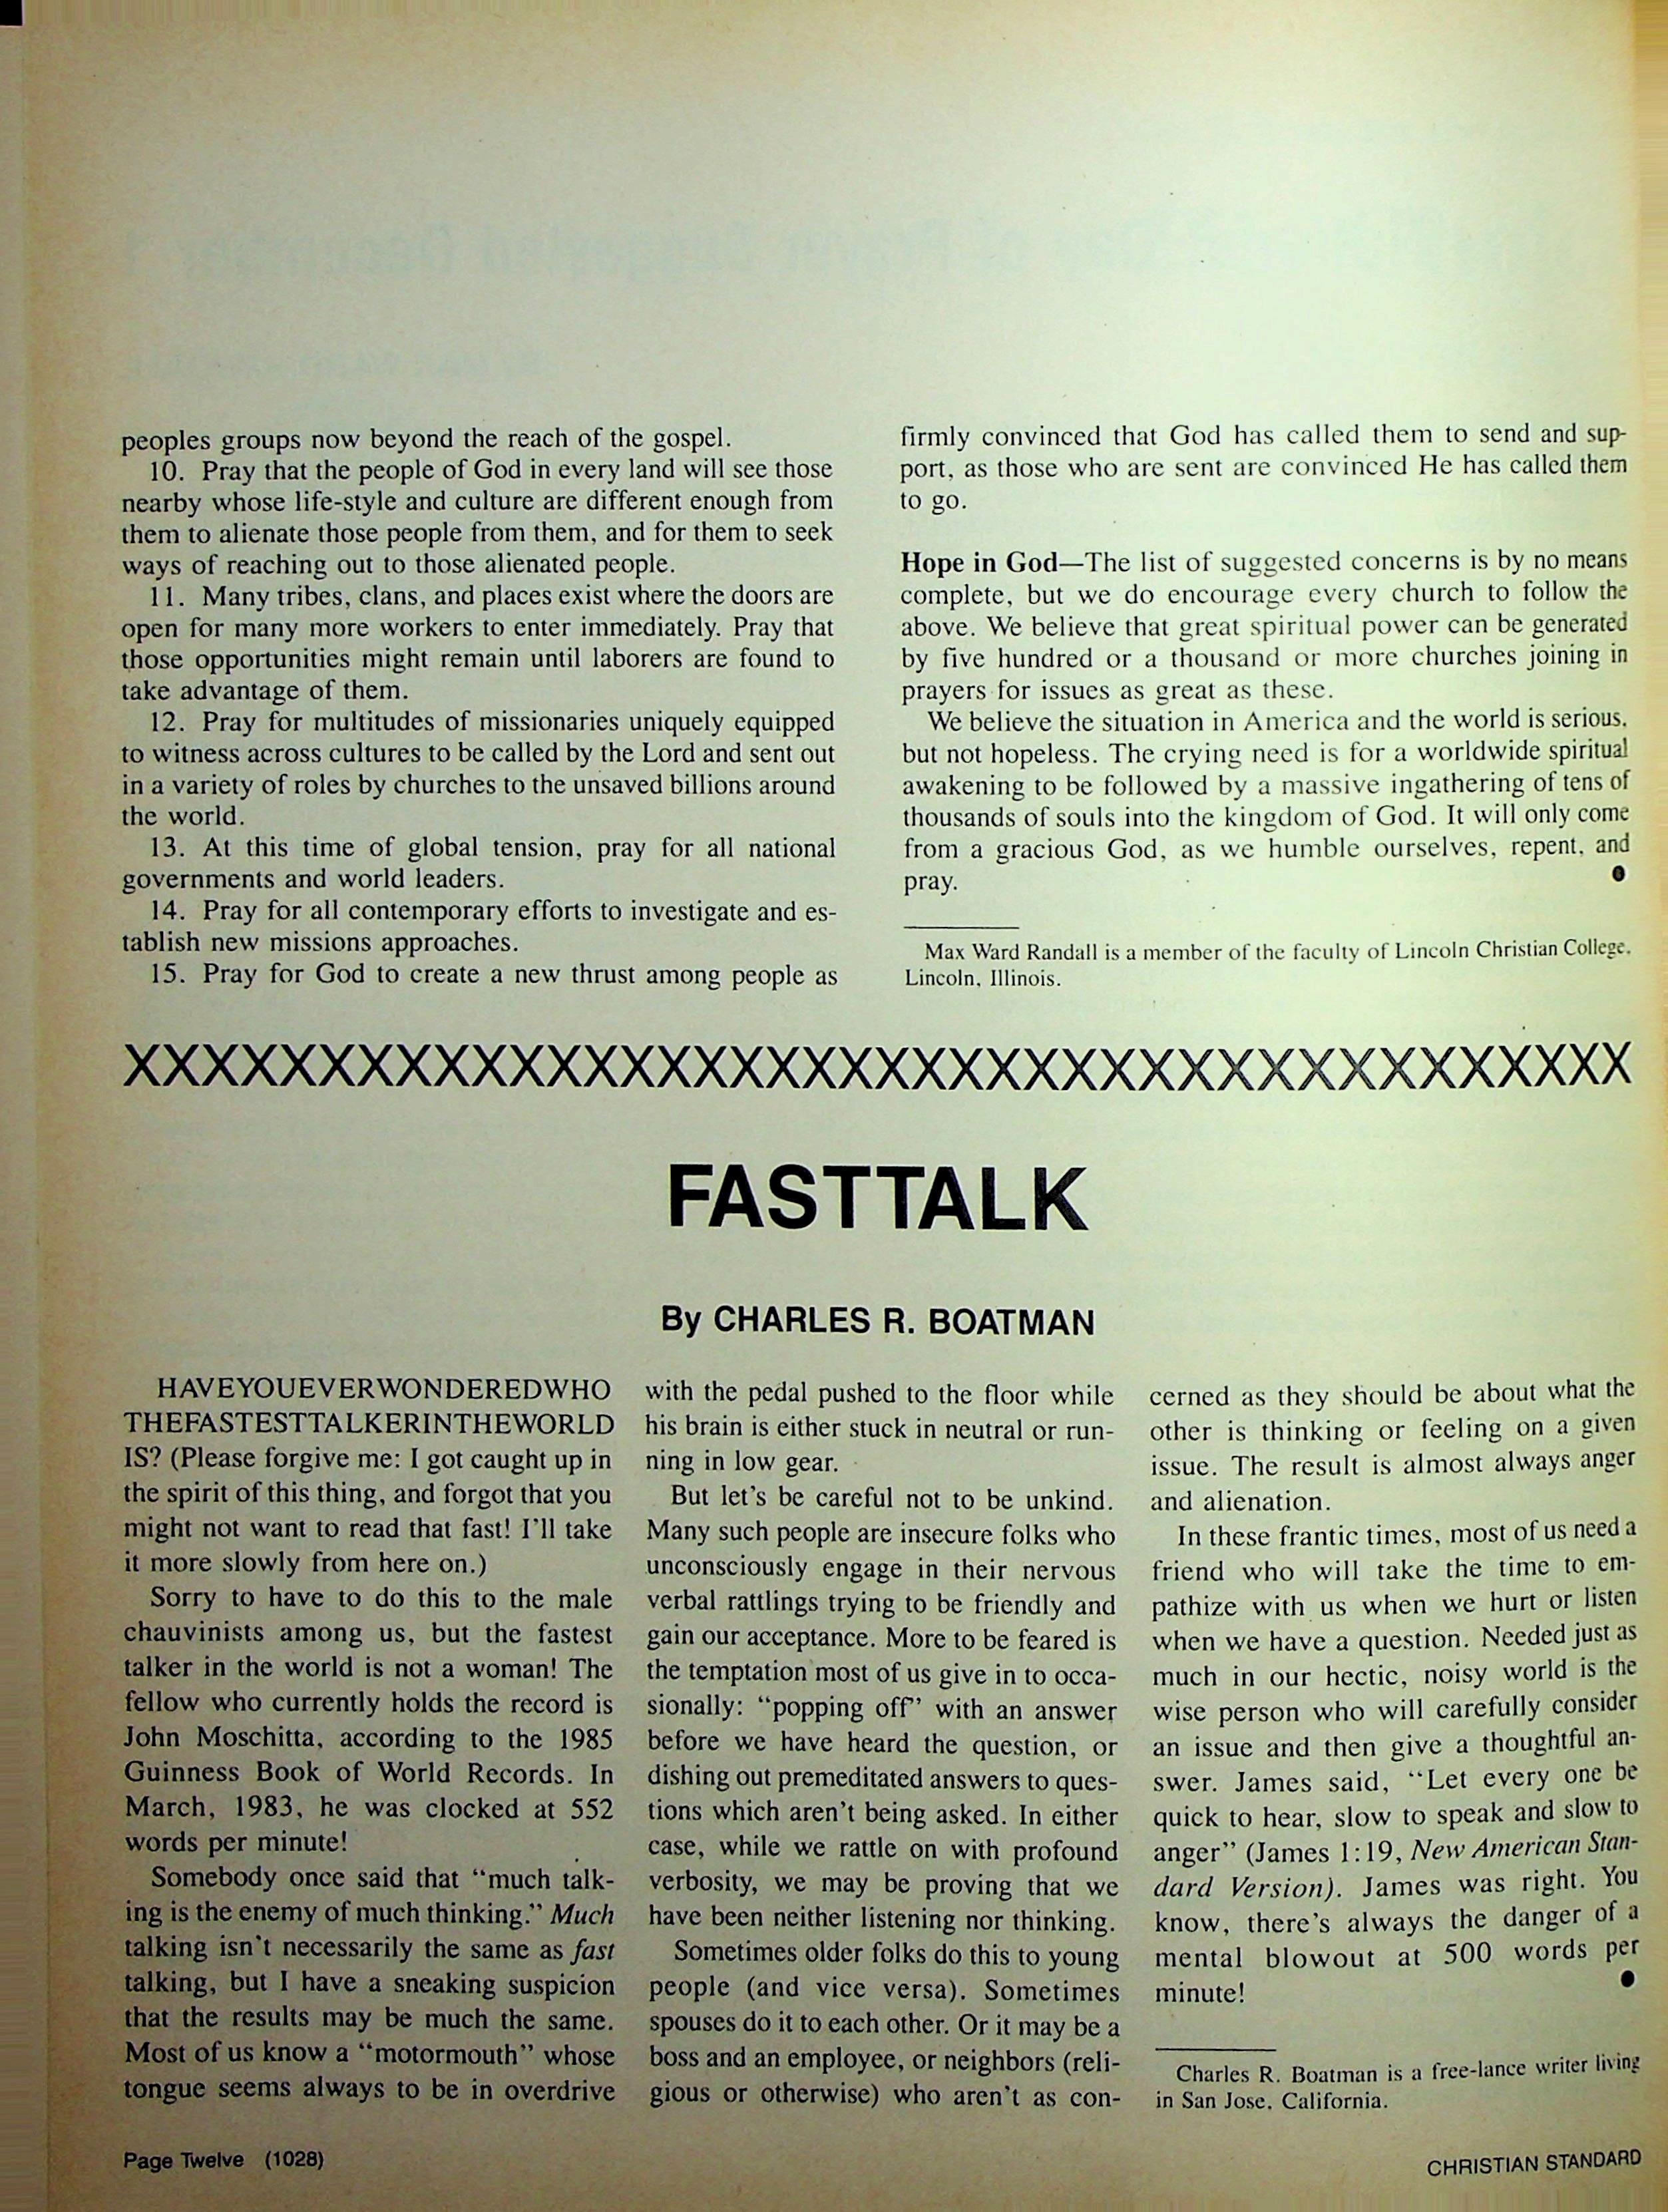 peoples groups now beyond the reach of the gospel.
10. Pray that the people of God in every land will see those
nearby whose life-style and culture are different enough from
them to alienate those people from them, and for them to seek
ways of reaching out to those alienated people.
11. Many tribes, clans, and places exist where the doors are
open for many more workers to enter immediately. Pray that
those opportunities might remain until laborers are found to
take advantage of them.
12. Pray for multitudes of missionaries uniquely equipped
to witness across cultures to be called by the Lord and sent out
in a variety of roles by churches to the unsaved billions around
the world.
13. At this time of global tension, pray for all national
governments and world leaders.
14. Pray for all contemporary efforts to investigate and es-
tablish new missions approaches.
15. Pray for God to create a new thrust among people as
firmly convinced that God has called them to send and sup-
port, as those who are sent are convinced He has called them
to go.
Hope in God—The list of suggested concerns is by no means
complete, but we do encourage every church to follow the
above. We believe that great spiritual power can be generated
by five hundred or a thousand or more churches joining in
prayers for issues as great as these.
We believe the situation in America and the world is serious,
but not hopeless. The crying need is for a worldwide spiritual
awakening to be followed by a massive ingathering of tens of
thousands of souls into the kingdom of God. It will only come
from a gracious God, as we humble ourselves, repent, and
pray. ●
Max Ward Randall is a member of the faculty of Lincoln Christian College,
Lincoln, Illinois.
XXXXXXXXXXXXXXXXXXXXXXXXXXXXXXXXXXXXXXXX
FASTTALK
By CHARLES R. BOATMAN
HAVEYOUEVERWONDEREDWHO
THEFASTESTTALKERINTHEWORLD
IS? (Please forgive me: I got caught up in
the spirit of this thing, and forgot that you
might not want to read that fast! I'll take
it more slowly from here on.)
Sorry to have to do this to the male
chauvinists among us, but the fastest
talker in the world is not a woman! The
fellow who currently holds the record is
John Moschitta, according to the 1985
Guinness Book of World Records. In
March, 1983, he was clocked at 552
words per minute!
Somebody once said that “much talk-
ing is the enemy of much thinking.” Much
talking isn't necessarily the same as fast
talking, but I have a sneaking suspicion
that the results may be much the same.
Most of us know a “motormouth” whose
tongue seems always to be in overdrive
with the pedal pushed to the floor while
his brain is either stuck in neutral or run-
ning in low gear.
But let's be careful not to be unkind.
Many such people are insecure folks who
unconsciously engage in their nervous
verbal rattlings trying to be friendly and
gain our acceptance. More to be feared is
the temptation most of us give in to occa-
sionally: “popping off” with an answer
before we have heard the question, or
dishing out premeditated answers to ques-
tions which aren't being asked. In either
case, while we rattle on with profound
verbosity, we may be proving that we
have been neither listening nor thinking.
Sometimes older folks do this to young
people (and vice versa). Sometimes
spouses do it to each other. Or it may be a
boss and an employee, or neighbors (reli-
gious or otherwise) who aren't as con-
cerned as they should be about what the
other is thinking or feeling on a given
issue. The result is almost always anger
and alienation.
In these frantic times, most of us need a
friend who will take the time to em-
pathize with us when we hurt or listen
when we have a question. Needed just as
much in our hectic, noisy world is the
wise person who will carefully consider
an issue and then give a thoughtful an-
swer. James said, “Let every one be
quick to hear, slow to speak and slow to
anger” (James 1:19, New American Stan-
dard Version). James was right. You
know, there's always the danger of a
mental blowout at 500 words per
minute! ●
Charles R. Boatman is a free-lance writer living
in San Jose, California.
Page Twelve (1028)
CHRISTIAN STANDARD